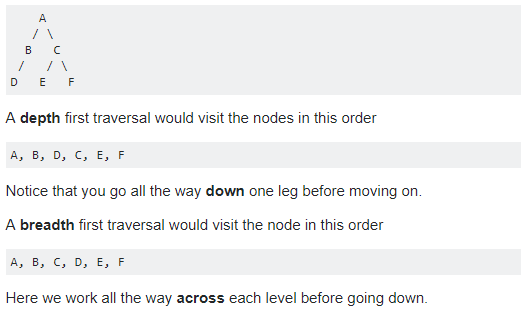 A
   / \
  B   C
 /   / \
D   E   F
A depth first traversal would visit the nodes in this order
A, B, D, C, E, F
Notice that you go all the way down one leg before moving on.
A breadth first traversal would visit the node in this order
A, B, C, D, E, F
Here we work all the way across each level before going down.